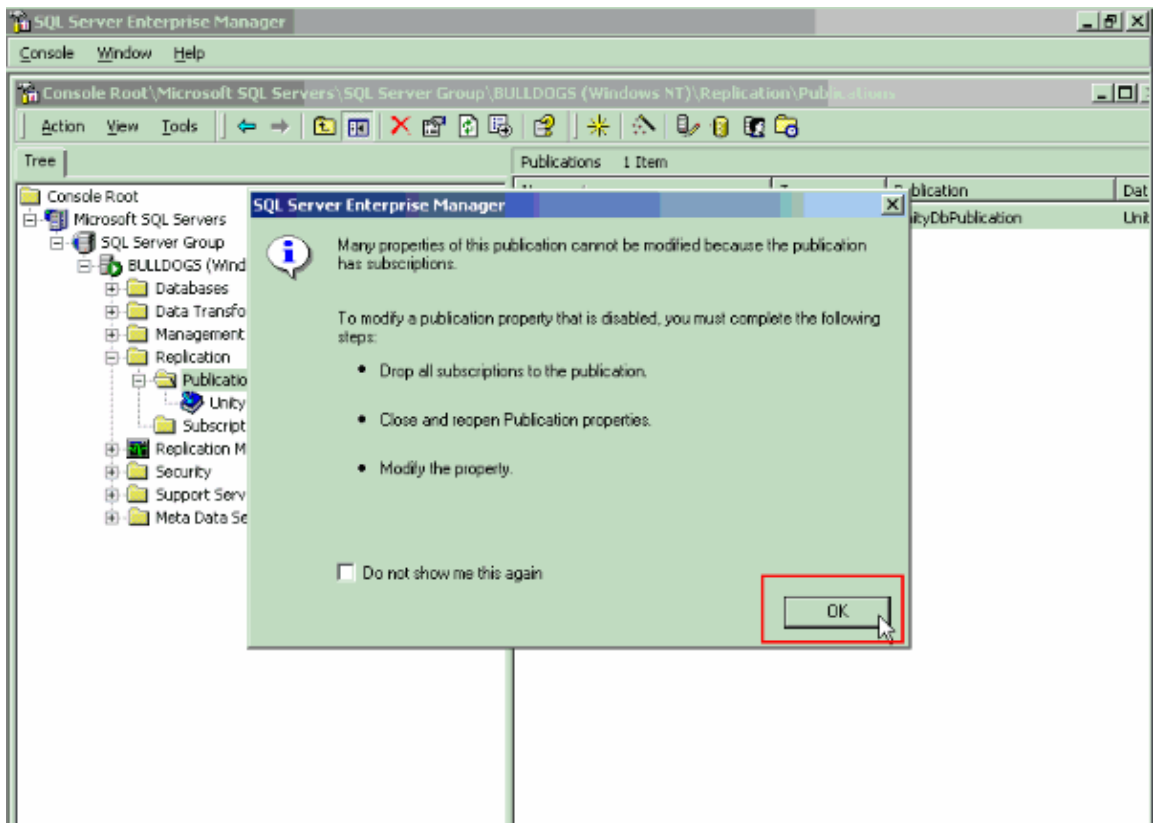 SQL Server Enterprise Manager
Console Window Help
Console Root\Microsoft SQL Servers\SQL Server Group\BULLDOGS (Windows NT)\Replication\Publications
Action View Tools
Tree
Publications 1 Item
Console Root
Microsoft SQL Servers
SQL Server Group
BULLDOGS (Wind
Databases
Data Transfo
Management
Replication
Publicatio
Unity
Subscript
Replication M
Security
Support Serv
Meta Data Se
blication
Dat
ityDbPublication
Unit
SQL Server Enterprise Manager
Many properties of this publication cannot be modified because the publication
has subscriptions.
To modify a publication property that is disabled, you must complete the following
steps:
• Drop all subscriptions to the publication.
• Close and reopen Publication properties.
• Modify the property.
Do not show me this again
OK